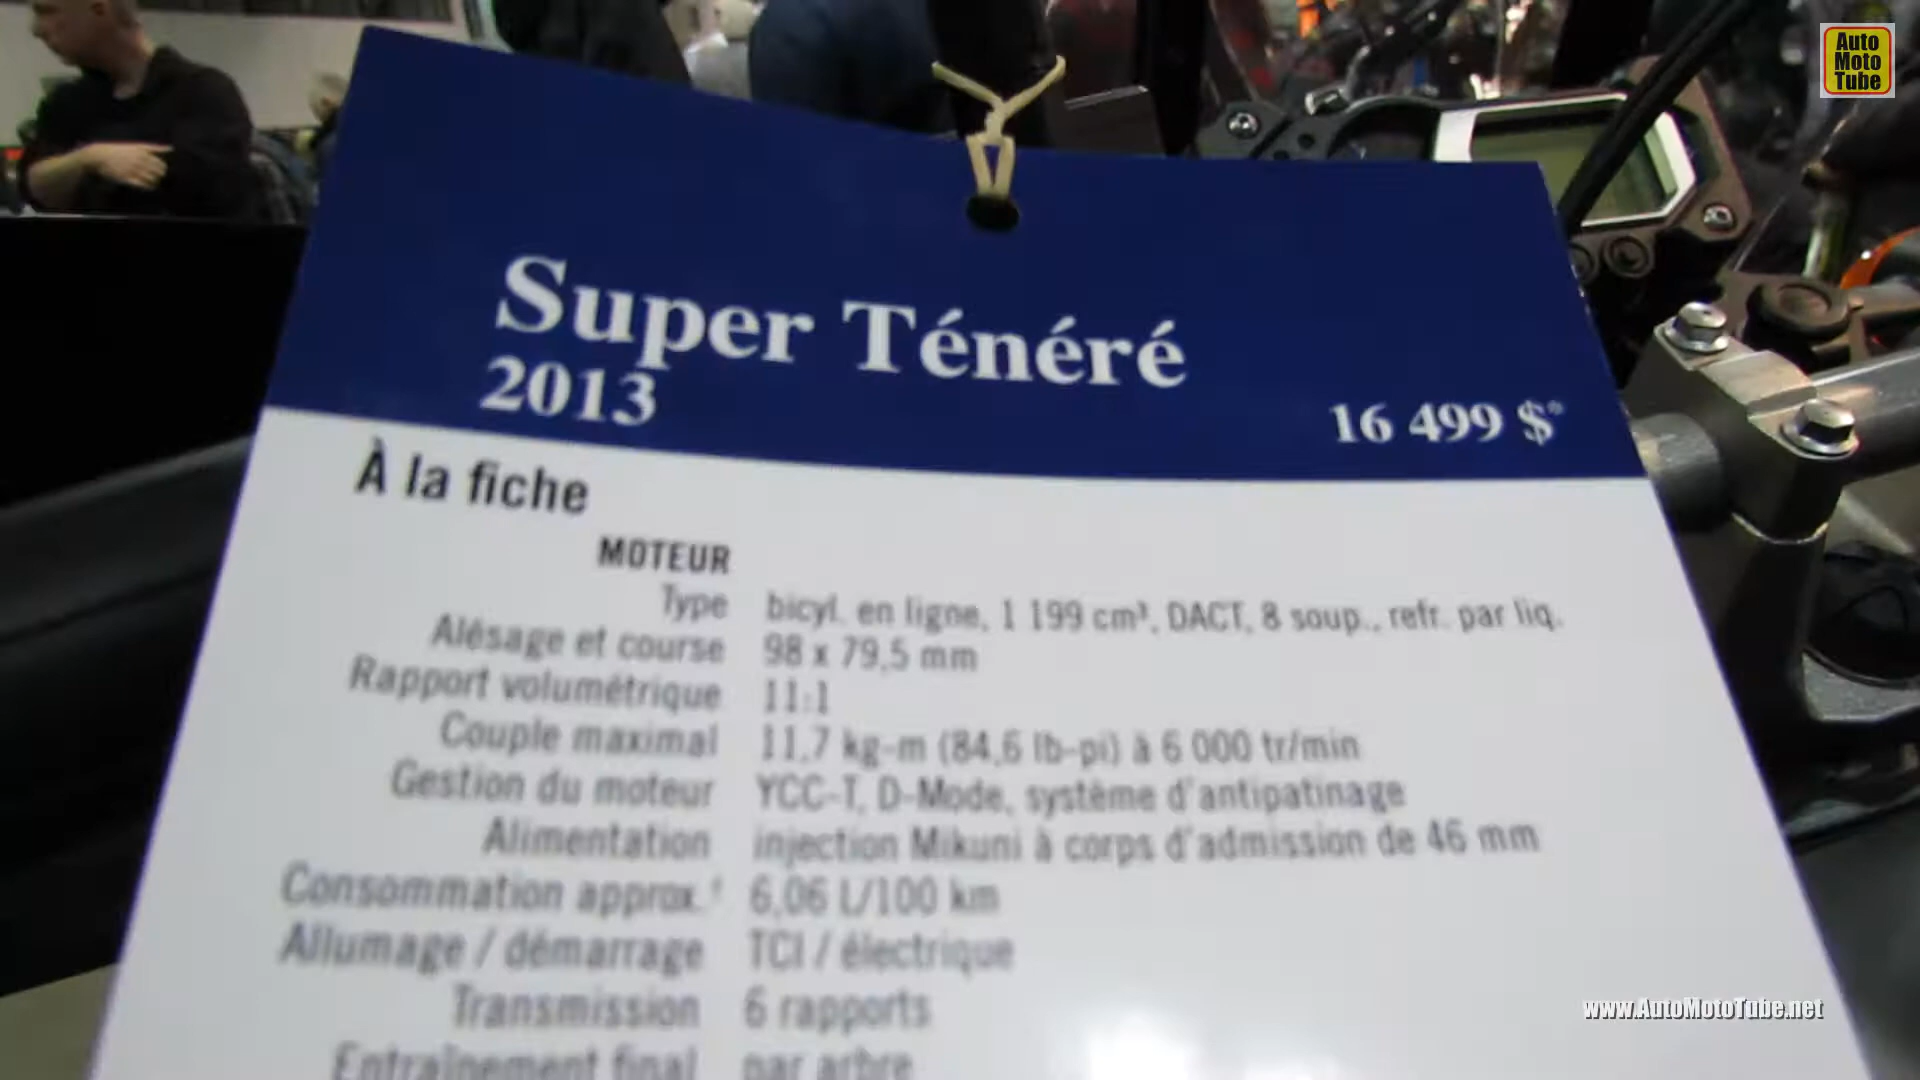 Auto
Moto
Tube
Super Ténéré
2013
16 499 $*
À la fiche
MOTEUR
Type bicyl. en ligne, 1 199 cm³, DACT, 8 soup., refr. par liq.
Alésage et course 98 x 79,5 mm
Rapport volumétrique 11:1
Couple maximal 11,7 kg-m (84,6 lb-pi) à 6 000 tr/min
Gestion du moteur YCC-T, D-Mode, système d'antipatinage
Alimentation injection Mikuni à corps d'admission de 46 mm
Consommation approx.† 6,06 L/100 km
Allumage / démarrage TCI / électrique
Transmission 6 rapports
Entraînement final par arbre
www.AutoMotoTube.net